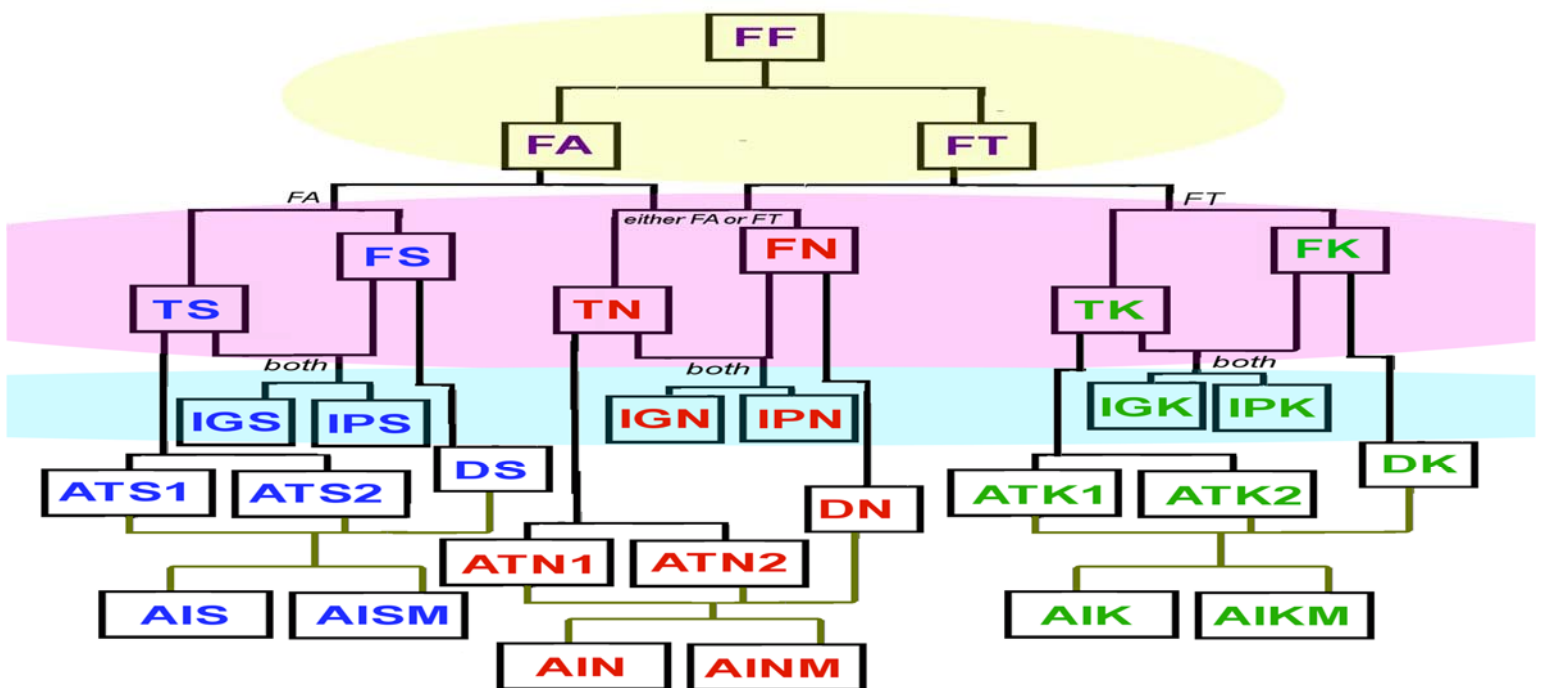 FF
FA
FT
FA
either FA or FT
FT
FS
FN
FK
TS
TN
TK
both
both
both
IGS
IPS
IGN
IPN
IGK
IPK
DS
DK
ATS1
ATS2
DN
ATK1
ATK2
ATN1
ATN2
AIS
AISM
AIK
AIKM
AIN
AINM